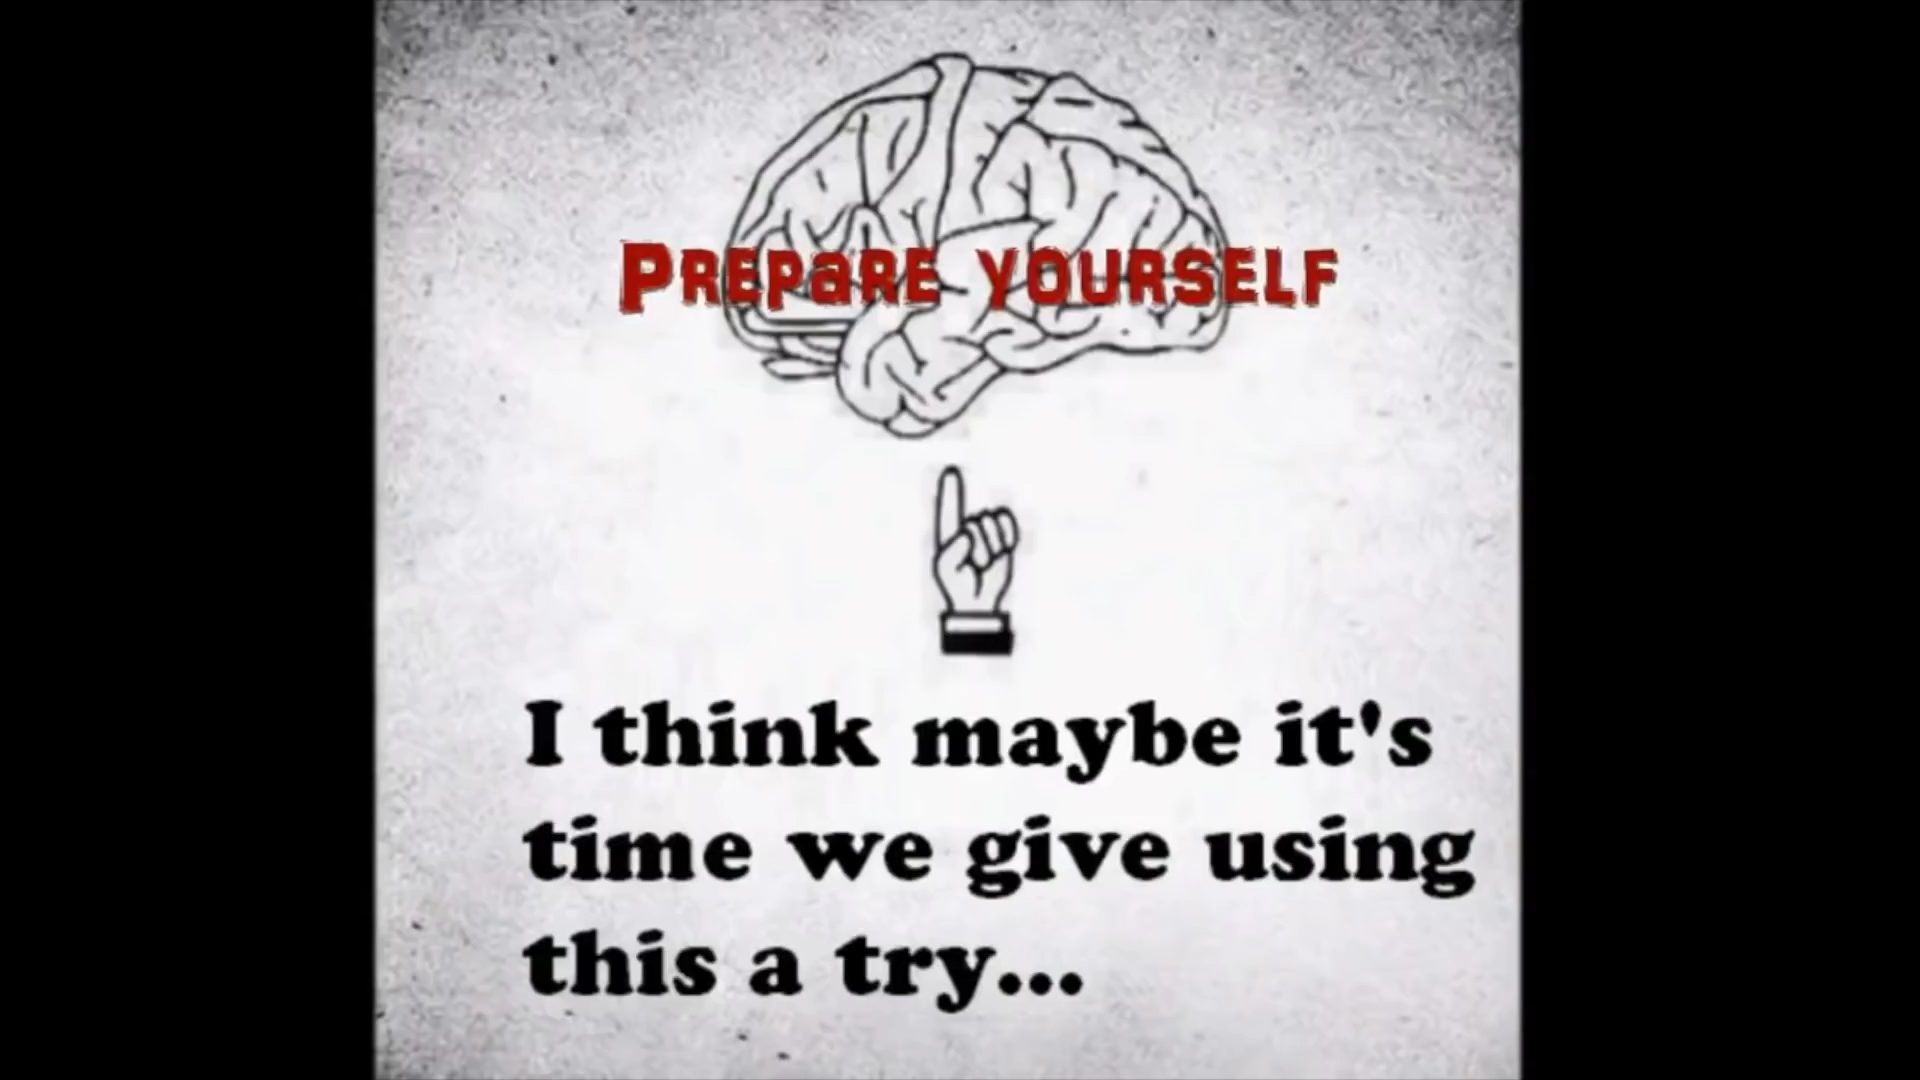 PREPaRE YOURSELF
I think maybe it's
time we give using
this a try...